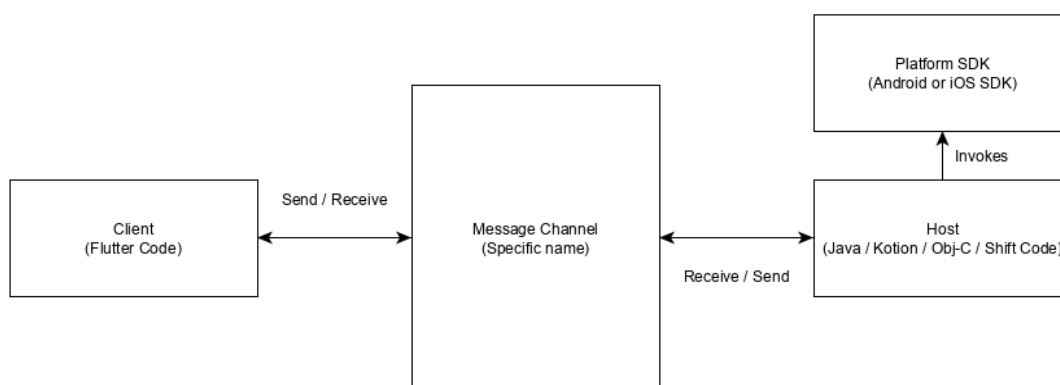 Platform SDK
(Android or iOS SDK)
Invokes
Send / Receive
Client
(Flutter Code)
Message Channel
(Specific name)
Host
(Java / Kotion / Obj-C / Shift Code)
Receive / Send